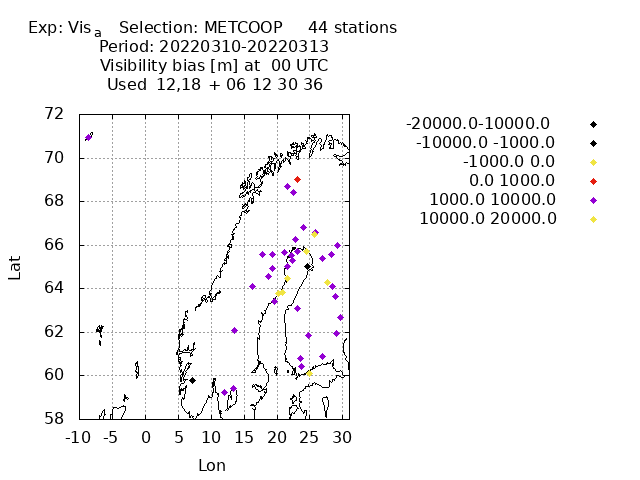 Exp: Vis_a Selection: METCOOP 44 stations
Period: 20220310-20220313
Visibility bias [m] at 00 UTC
Used 12,18 + 06 12 30 36
72
70
68
66
64
62
60
58
-10 -5 0 5 10 15 20 25 30
Lat
Lon
-20000.0-10000.0
-10000.0 -1000.0
-1000.0 0.0
0.0 1000.0
1000.0 10000.0
10000.0 20000.0